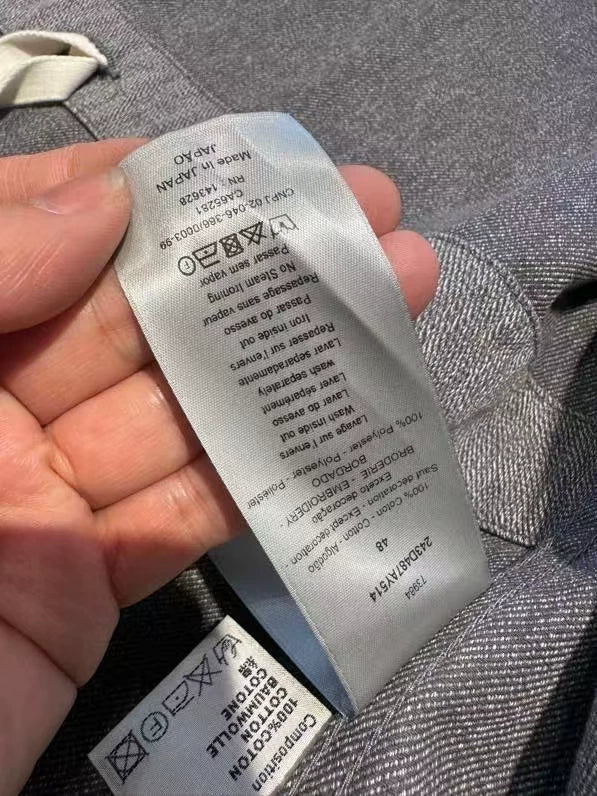 73984
243D487AY514
48
100% Coton - Cotton - Algodão
Sauf decoration - Except decoration -
Exceto decoração
BRODERIE - EMBROIDERY
BORDADO
100% Polyester - Polyester - Poliéster
Lavage sur l'envers
Wash inside out
Lavar do avesso
Laver séparément
wash separately
Lavar separadamente
Repasser sur l'envers
Iron inside out
Passar do avesso
Repassage sans vapeur
No Steam Ironing
Passar sem vapor
CNPJ 02-046-386/0003-99
CA65281
RN. 143628
Made in JAPAN
JAPÃO
Composition
100%COTON
COTTON
BAUMWOLLE
COTONE
綿
F